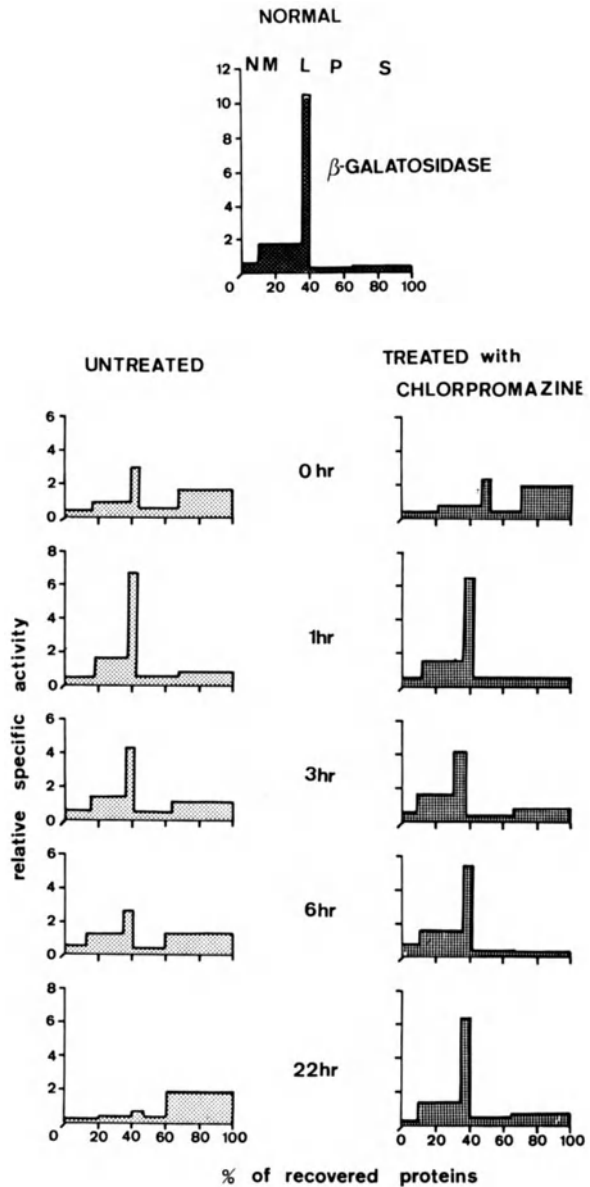 NORMAL
N M L P S
12
10
8
6
4
2
β-GALATOSIDASE
0 20 40 60 80 100
UNTREATED
TREATED with
CHLORPROMAZINE
6
4
2
0
0 hr
8
6
4
2
0
1hr
6
4
2
0
3hr
6
4
2
0
6hr
8
6
4
2
22hr
0 20 40 60 80 100
0 20 40 60 80 100
relative specific activity
% of recovered proteins